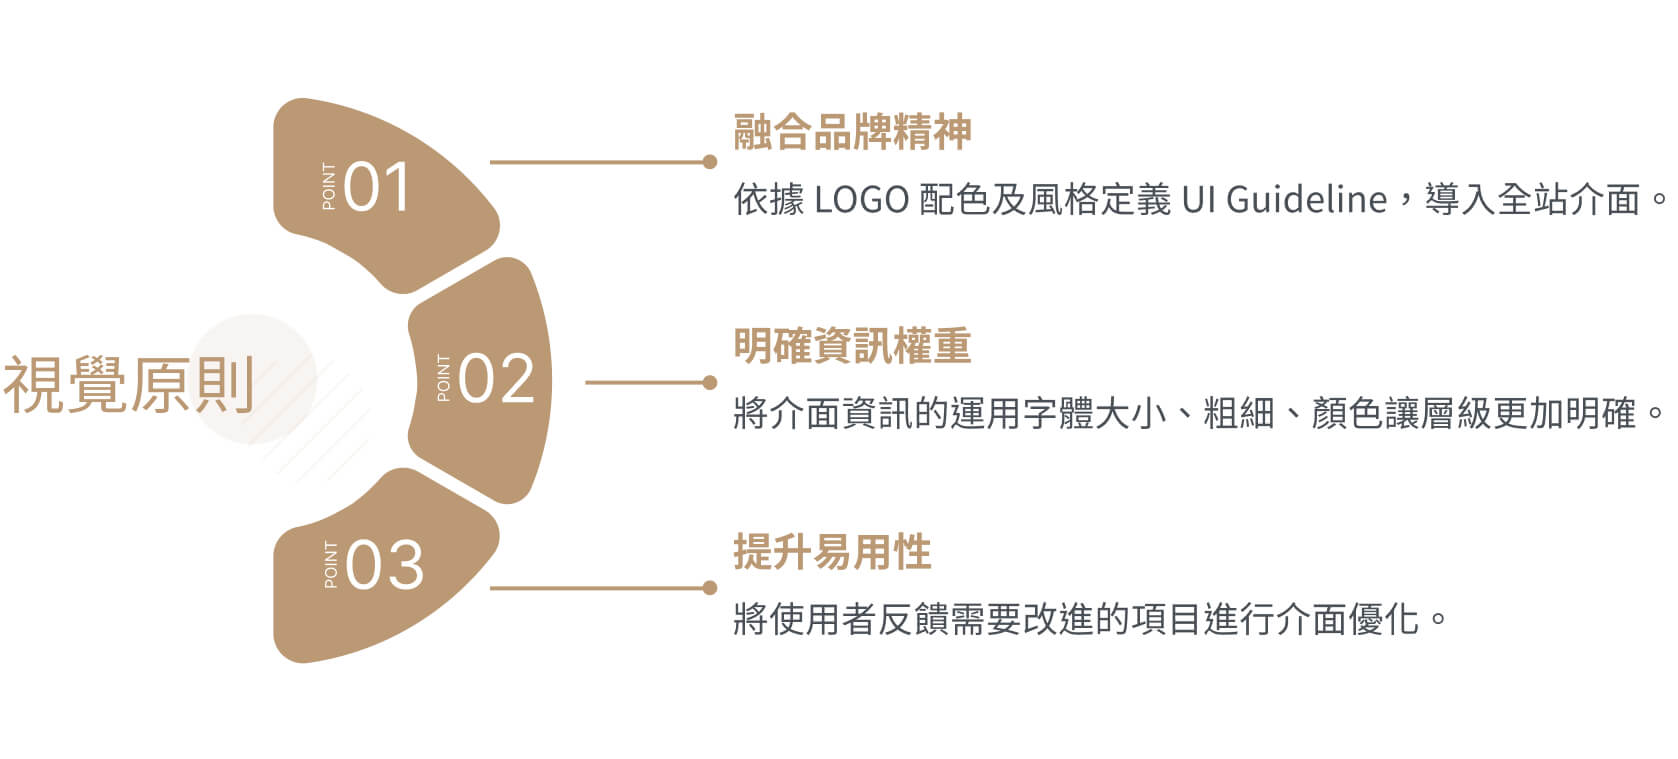 視覺原則
POINT 01
融合品牌精神
依據 LOGO 配色及風格定義 UI Guideline，導入全站介面。
POINT 02
明確資訊權重
將介面資訊的運用字體大小、粗細、顏色讓層級更加明確。
POINT 03
提升易用性
將使用者反饋需要改進的項目進行介面優化。